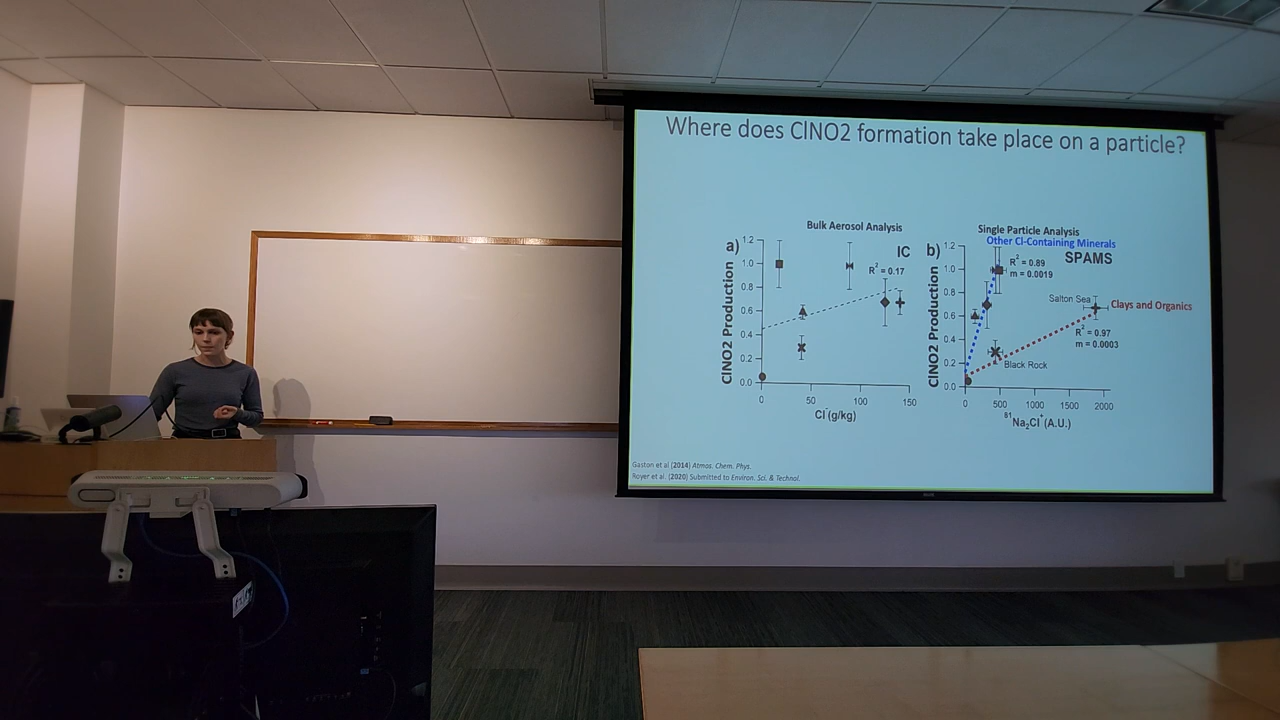 Where does ClNO2 formation take place on a particle?
Bulk Aerosol Analysis
a)
IC
R² = 0.17
ClNO2 Production
1.2
1.0
0.8
0.6
0.4
0.2
0.0
0
50
100
150
Cl⁻(g/kg)
Single Particle Analysis
Other Cl-Containing Minerals
b)
SPAMS
R² = 0.89
m = 0.0019
Salton Sea
Clays and Organics
R² = 0.97
m = 0.0003
Black Rock
ClNO2 Production
1.2
1.0
0.8
0.6
0.4
0.2
0.0
0
500
1000
1500
2000
⁸¹Na₂Cl⁺(A.U.)
Gaston et al (2014) Atmos. Chem. Phys.
Royer et al. (2020) Submitted to Environ. Sci. & Technol.